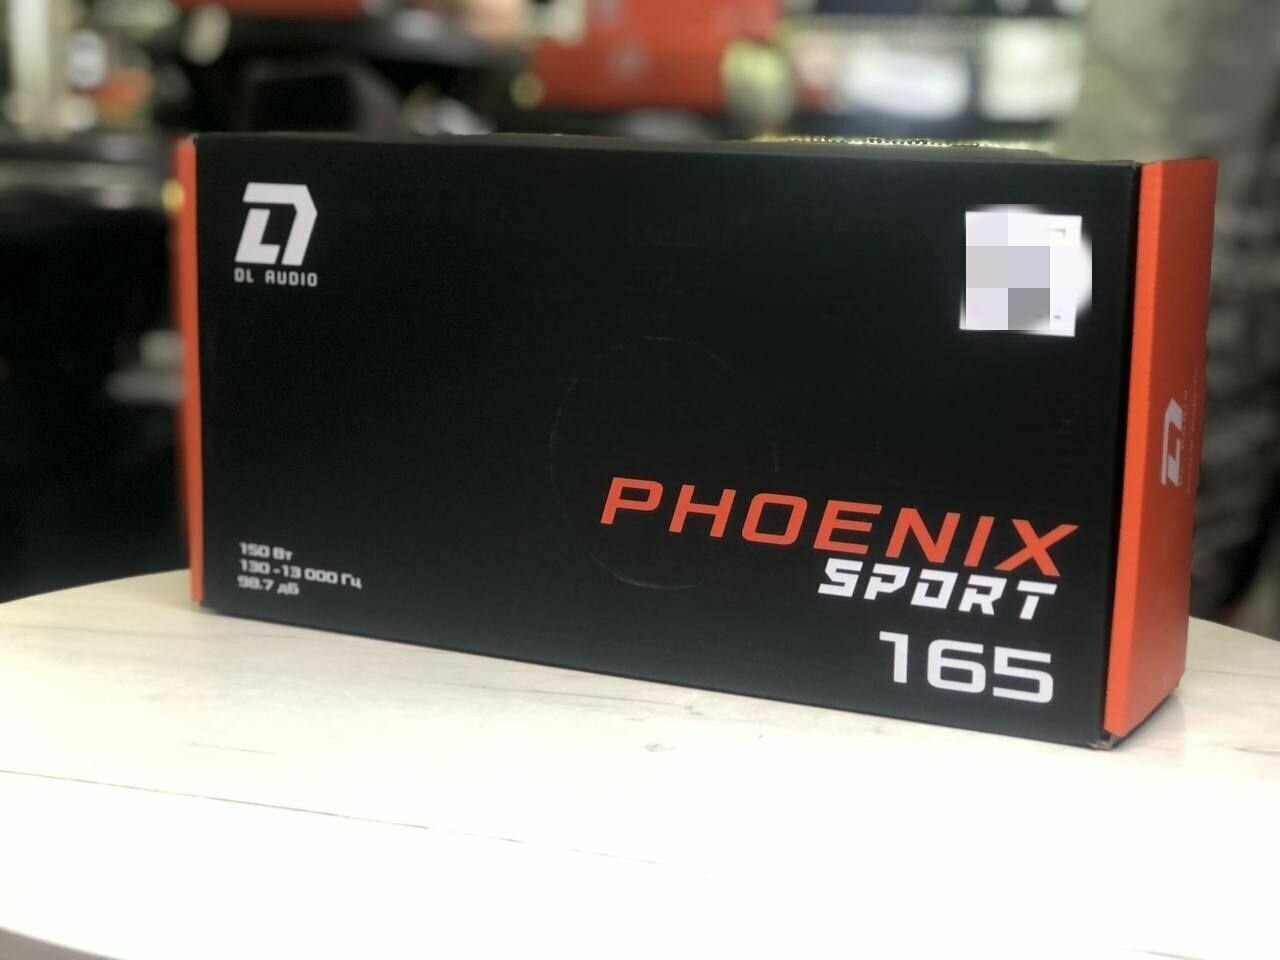 DL AUDIO
PHOENIX
SPORT
165
150 Вт
130 -13 000 Гц
98.7 дБ